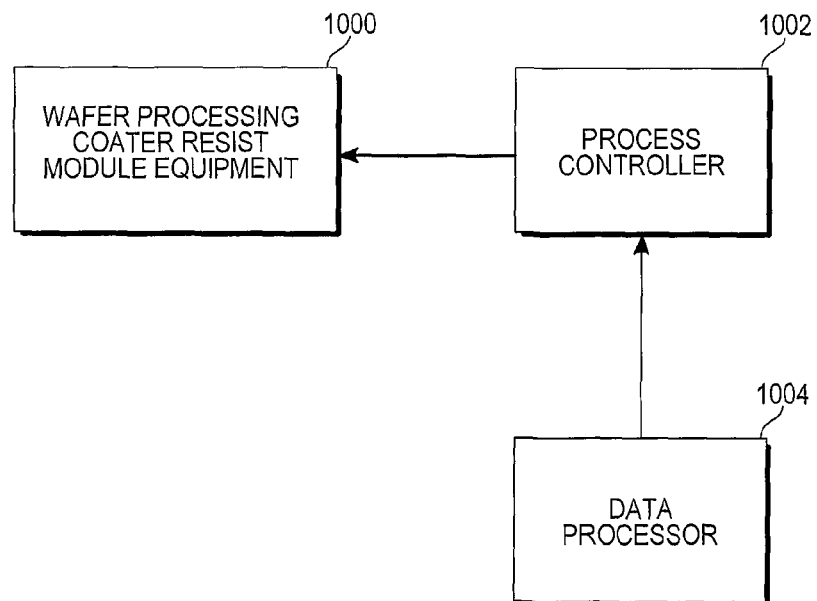 1000
WAFER PROCESSING
COATER RESIST
MODULE EQUIPMENT
1002
PROCESS
CONTROLLER
1004
DATA
PROCESSOR